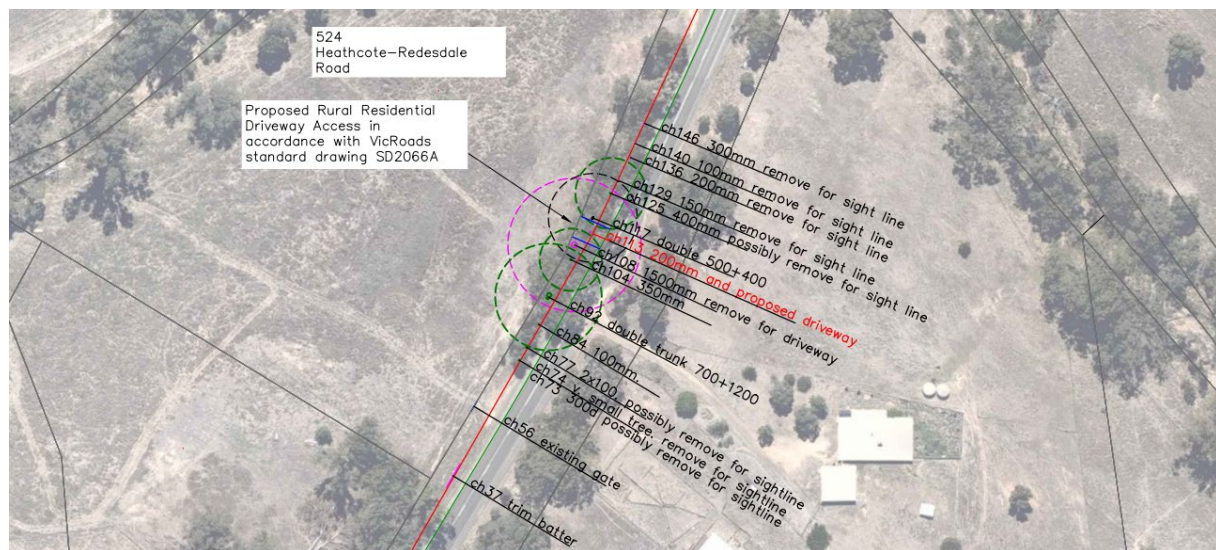 524
Heathcote-Redesdale
Road
Proposed Rural Residential
Driveway Access in
accordance with VicRoads
standard drawing SD2066A
ch146 300mm remove for sight line
ch140 100mm remove for sight line
ch136 200mm remove for sight line
ch129 150mm remove for sight line
ch125 400mm possibly remove for sight line
ch117 double 500+400
ch113 200mm and proposed driveway
ch108 1500mm remove for driveway
ch104 350mm
ch92 double trunk 700+1200
ch84 100mm.
ch77 2x100, possibly remove for sightline
ch74 v. small tree. remove for sightline
ch73 300d possibly remove for sightline
ch56 existing gate
ch37 trim batter